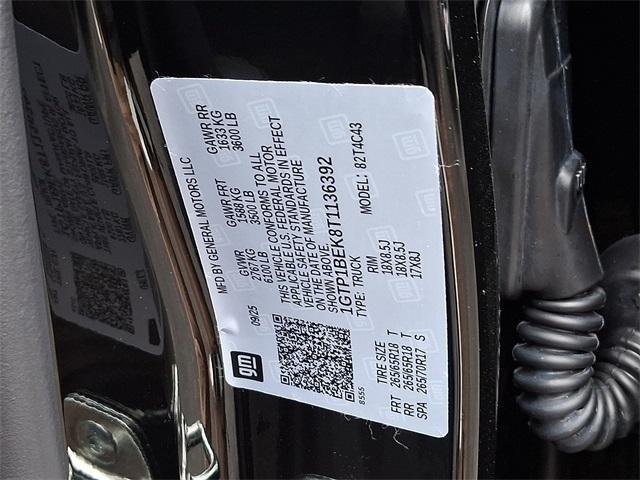 MFD BY GENERAL MOTORS LLC
09/25 GVWR GAWR FRT GAWR RR
2767 KG 1588 KG 1633 KG
6100 LB 3500 LB 3600 LB
THIS VEHICLE CONFORMS TO ALL
APPLICABLE U.S. FEDERAL MOTOR
VEHICLE SAFETY STANDARDS IN EFFECT
ON THE DATE OF MANUFACTURE
SHOWN ABOVE.
1GTP1BEK8T1136392
TYPE: TRUCK MODEL: 82T4C43
TIRE SIZE RIM
FRT 265/65R18 T 18X8.5J
RR 265/65R18 T 18X8.5J
SPA 265/70R17 S 17X8J
gm
8555